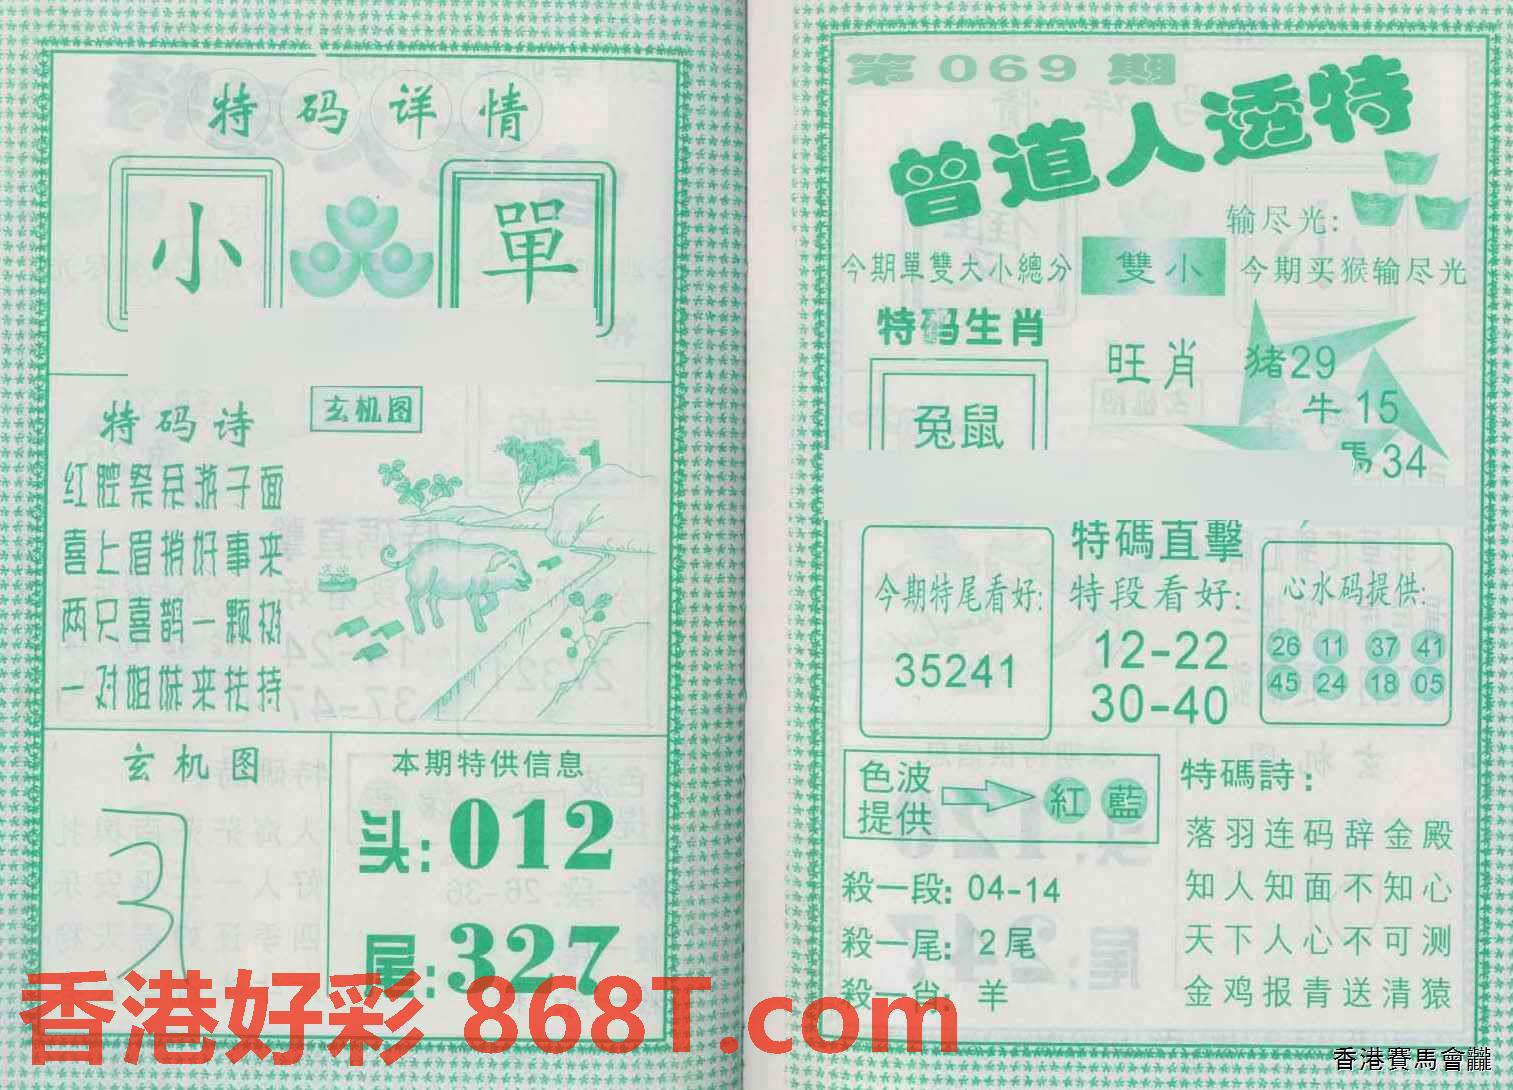 特码详情
小 單
特码诗
红腔祭系游子面
喜上眉捎好事来
两只喜鹊一颗树
一对姐妹来扶持
玄机图
玄机图
本期特供信息
头:012
尾:327
第069期
曾道人透特
输尽光:
今期單雙大小總分
雙小
今期买猴输尽光
特码生肖
兔鼠
旺肖
猪29
牛15
馬34
今期特尾看好:
35241
特碼直擊
特段看好:
12-22
30-40
心水码提供:
26 11 37 41
45 24 18 05
色波
提供
紅 藍
殺一段: 04-14
殺一尾: 2尾
殺一肖: 羊
特碼詩:
落羽连码辞金殿
知人知面不知心
天下人心不可测
金鸡报青送清猿
香港好彩 868T.com
香港賽馬會